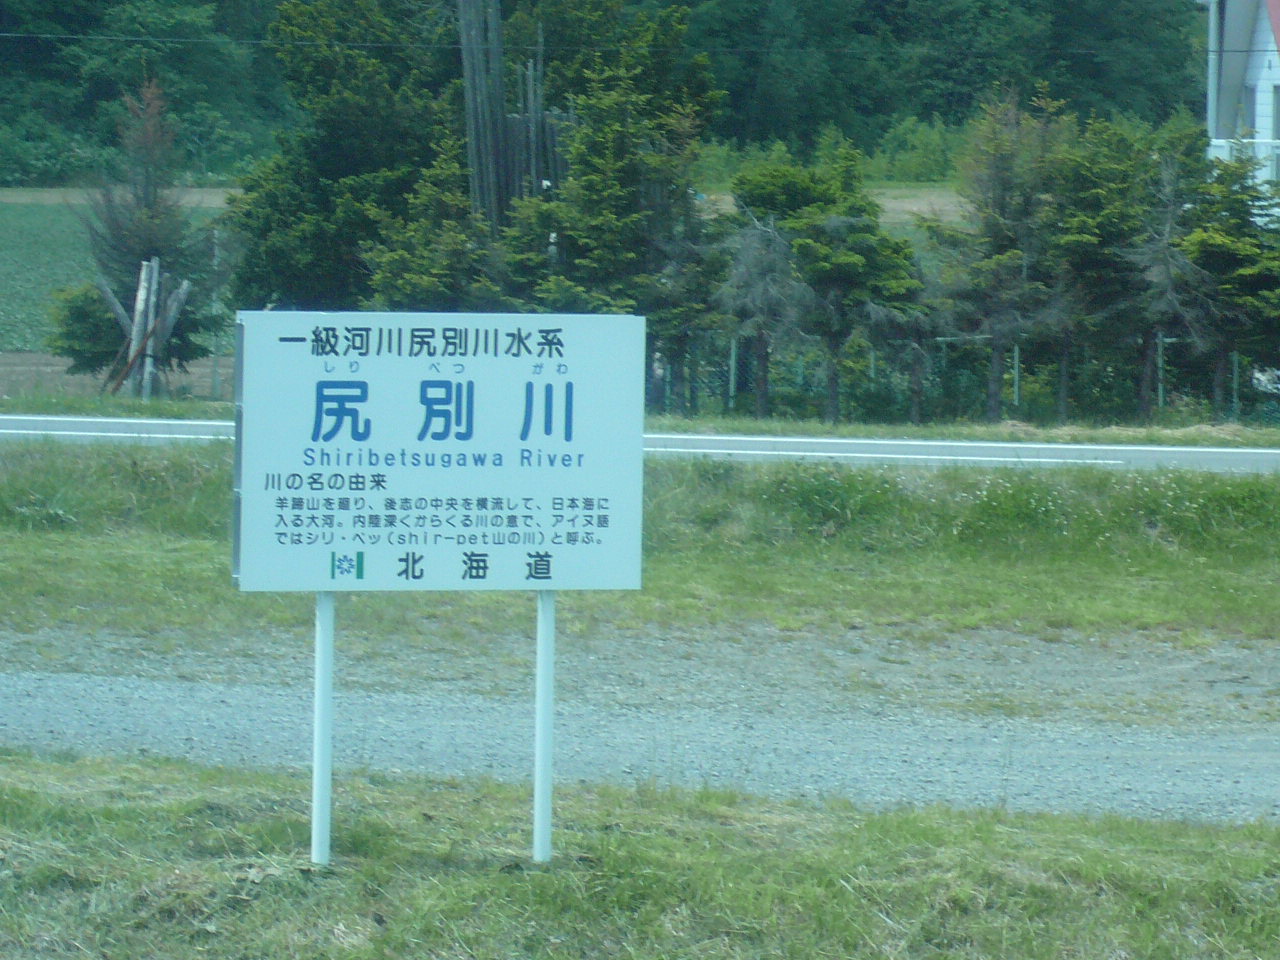 一級河川尻別川水系
しり べつ がわ
尻別川
Shiribetsugawa River
川の名の由来
羊蹄山を廻り、後志の中央を横流して、日本海に
入る大河。内陸深くからくる川の意で、アイヌ語
ではシリ・ペッ(shir-pet山の川)と呼ぶ。
北海道